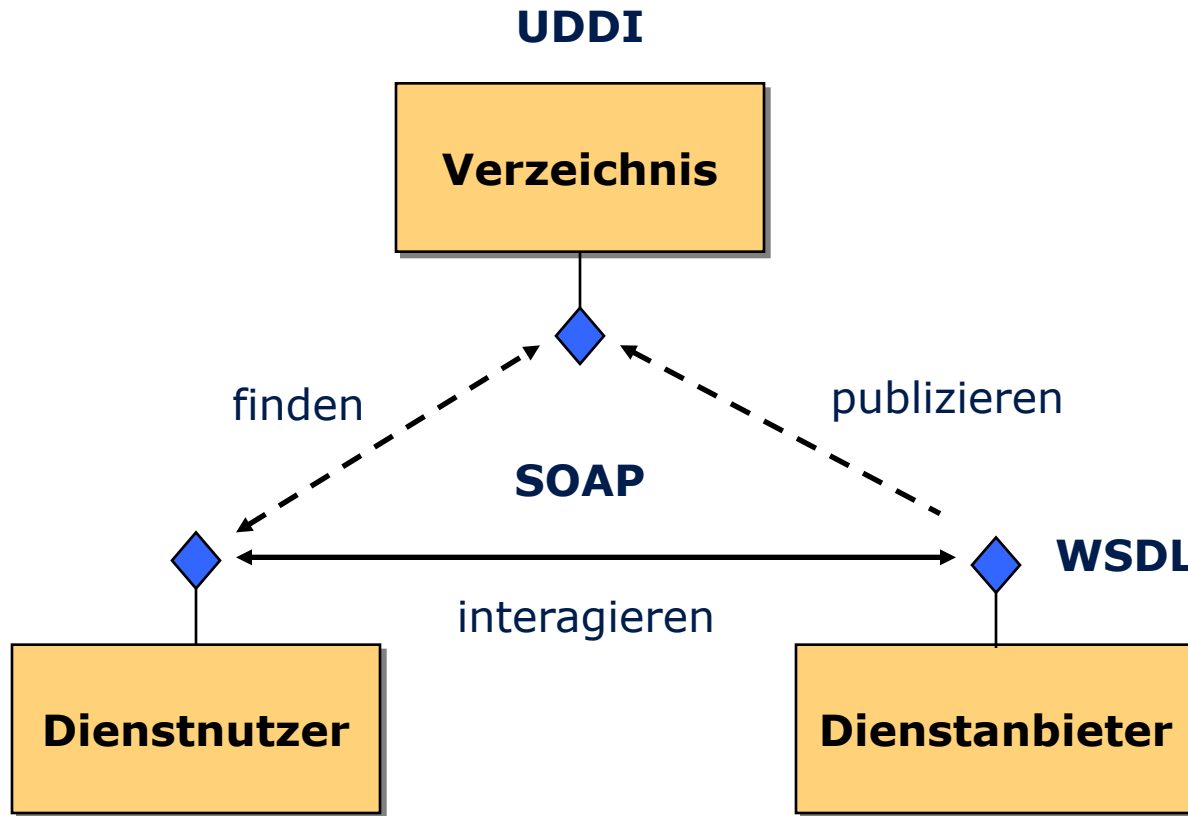 UDDI
Verzeichnis
finden
publizieren
SOAP
WSDL
interagieren
Dienstnutzer
Dienstanbieter